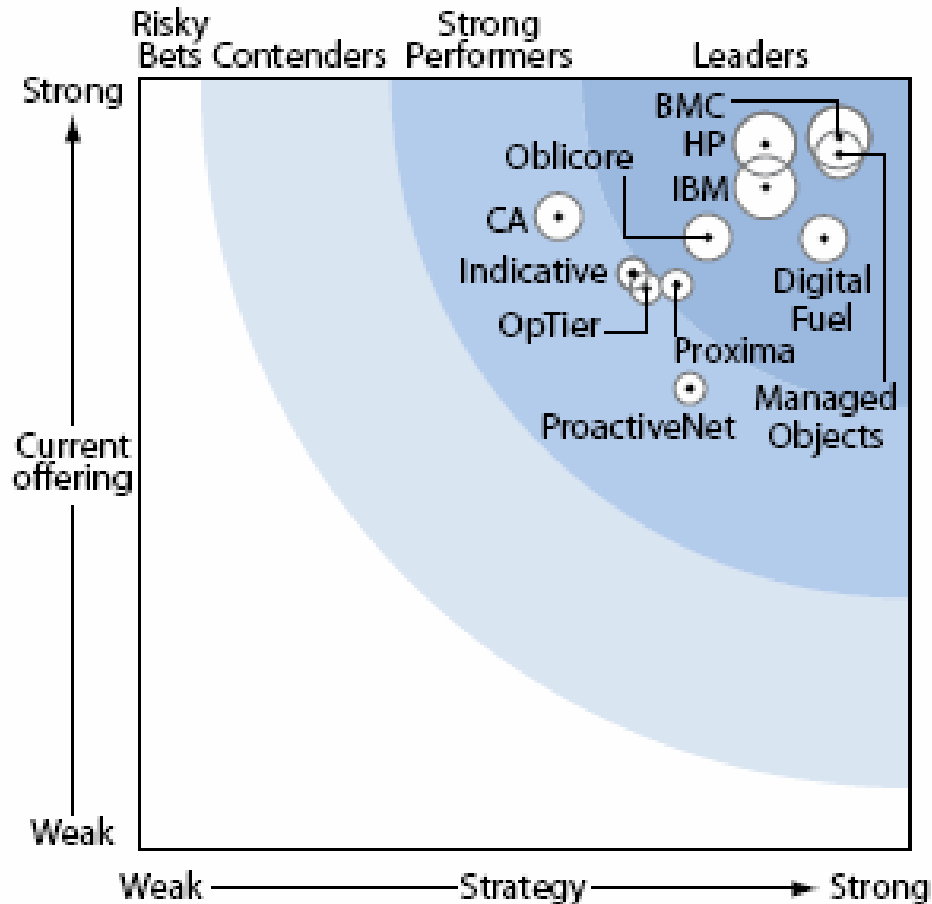 Risky
Bets
Contenders
Strong
Performers
Leaders
Strong
BMC
HP
Oblicore
IBM
CA
Indicative
Digital
Fuel
OpTier
Proxima
Managed
Objects
ProactiveNet
Current
offering
Weak
Weak
Strategy
Strong